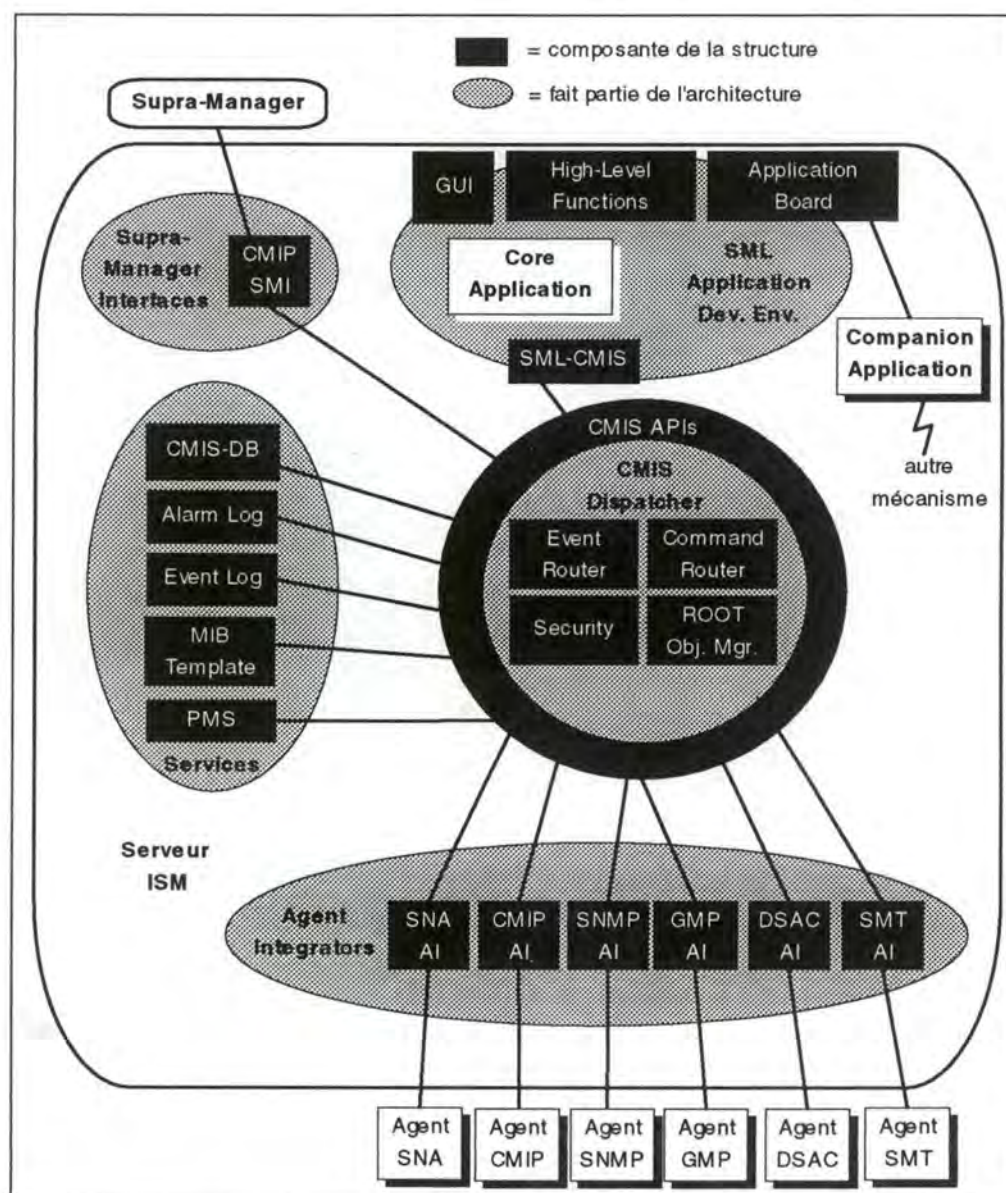 = composante de la structure
= fait partie de l'architecture
Supra-Manager
GUI
High-Level
Functions
Application
Board
Supra-
Manager
Interfaces
CMIP
SMI
Core
Application
SML
Application
Dev. Env.
SML-CMIS
Companion
Application
autre
mécanisme
CMIS APIs
CMIS
Dispatcher
Event
Router
Command
Router
Security
ROOT
Obj. Mgr.
CMIS-DB
Alarm Log
Event Log
MIB
Template
PMS
Services
Serveur
ISM
Agent
Integrators
SNA
AI
CMIP
AI
SNMP
AI
GMP
AI
DSAC
AI
SMT
AI
Agent
SNA
Agent
CMIP
Agent
SNMP
Agent
GMP
Agent
DSAC
Agent
SMT